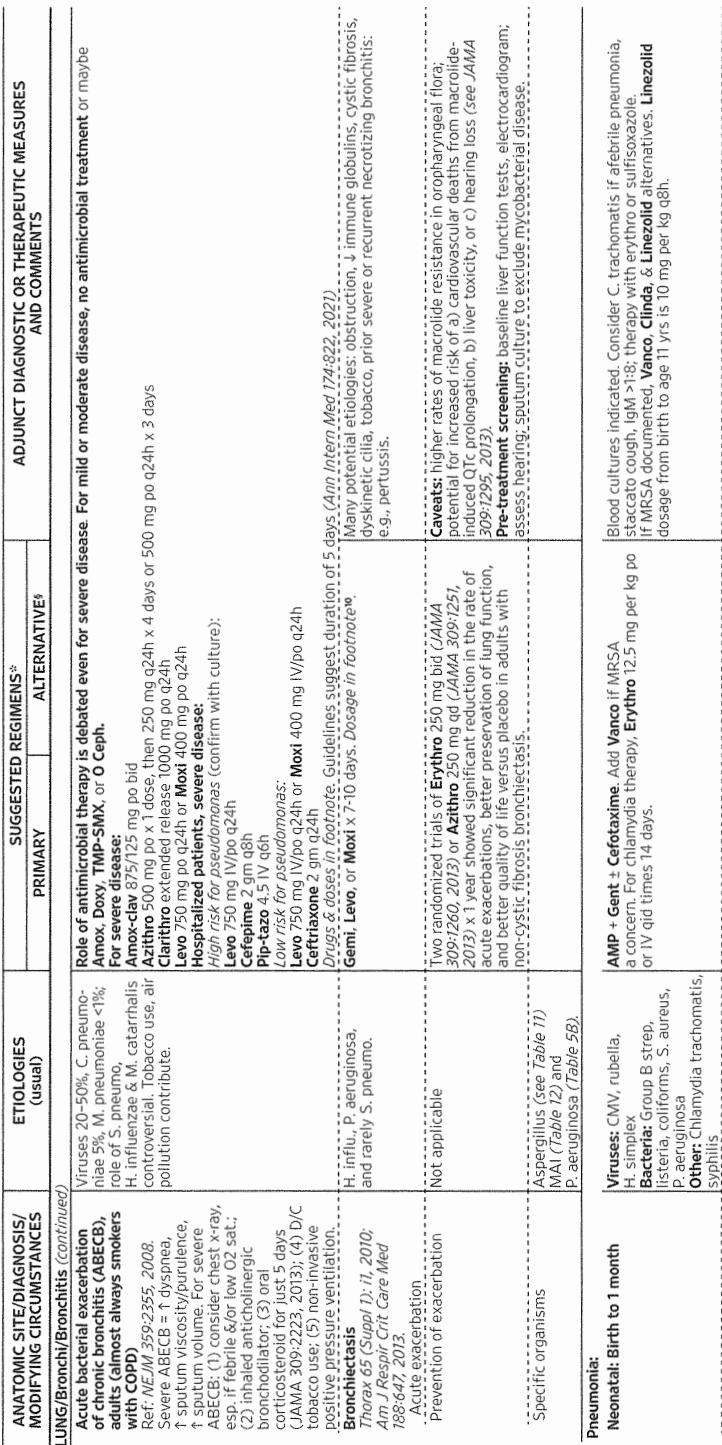 ANATOMIC SITE/DIAGNOSIS/
MODIFYING CIRCUMSTANCES
ETIOLOGIES
(usual)
SUGGESTED REGIMENS*
PRIMARY
ALTERNATIVE§
ADJUNCT DIAGNOSTIC OR THERAPEUTIC MEASURES
AND COMMENTS
LUNG/Bronchi/Bronchitis (continued)
Acute bacterial exacerbation
of chronic bronchitis (ABECB),
adults (almost always smokers
with COPD)
Ref: NEJM 359:2355, 2008.
Severe ABECB = ↑ dyspnea,
↑ sputum viscosity/purulence,
↑ sputum volume. For severe
ABECB: (1) consider chest x-ray,
esp. if febrile &/or low O2 sat.;
(2) inhaled anticholinergic
bronchodilator; (3) oral
corticosteroid for just 5 days
(JAMA 309:2223, 2013); (4) D/C
tobacco use; (5) non-invasive
positive pressure ventilation.
Viruses 20–50%, C. pneumo-
niae 5%, M. pneumoniae <1%;
role of S. pneumo,
H. influenzae & M. catarrhalis
controversial. Tobacco use, air
pollution contribute.
Role of antimicrobial therapy is debated even for severe disease. For mild or moderate disease, no antimicrobial treatment or maybe
Amox, Doxy, TMP-SMX, or O Ceph.
For severe disease:
Amox-clav 875/125 mg po bid
Azithro 500 mg po x 1 dose, then 250 mg q24h x 4 days or 500 mg po q24h x 3 days
Clarithro extended release 1000 mg po q24h
Levo 750 mg po q24h or Moxi 400 mg po q24h
Hospitalized patients, severe disease:
High risk for pseudomonas (confirm with culture):
Levo 750 mg IV/po q24h
Cefepime 2 gm q8h
Pip-tazo 4.5 IV q6h
Low risk for pseudomonas:
Levo 750 mg IV/po q24h or Moxi 400 mg IV/po q24h
Ceftriaxone 2 gm q24h
Drugs & doses in footnote. Guidelines suggest duration of 5 days (Ann Intern Med 174:822, 2021)
Bronchiectasis
Thorax 65 (Suppl 1): i1, 2010;
Am J Respir Crit Care Med
188:647, 2013.
Acute exacerbation
H. influ., P. aeruginosa,
and rarely S. pneumo.
Gemi, Levo, or Moxi x 7-10 days. Dosage in footnote¹⁰.
Many potential etiologies: obstruction, ↓ immune globulins, cystic fibrosis,
dyskinetic cilia, tobacco, prior severe or recurrent necrotizing bronchitis:
e.g., pertussis.
Prevention of exacerbation
Not applicable
Two randomized trials of Erythro 250 mg bid (JAMA
309:1260, 2013) or Azithro 250 mg qd (JAMA 309:1251,
2013) x 1 year showed significant reduction in the rate of
acute exacerbations, better preservation of lung function,
and better quality of life versus placebo in adults with
non-cystic fibrosis bronchiectasis.
Caveats: higher rates of macrolide resistance in oropharyngeal flora;
potential for increased risk of a) cardiovascular deaths from macrolide-
induced QTc prolongation, b) liver toxicity, or c) hearing loss (see JAMA
309:1295, 2013).
Pre-treatment screening: baseline liver function tests, electrocardiogram;
assess hearing; sputum culture to exclude mycobacterial disease.
Specific organisms
Aspergillus (see Table 11)
MAI (Table 12) and
P. aeruginosa (Table 5B).
Pneumonia:
Neonatal: Birth to 1 month
Viruses: CMV, rubella,
H. simplex
Bacteria: Group B strep,
listeria, coliforms, S. aureus,
P. aeruginosa
Other: Chlamydia trachomatis,
syphilis
AMP + Gent ± Cefotaxime. Add Vanco if MRSA
a concern. For chlamydia therapy, Erythro 12.5 mg per kg po
or IV qid times 14 days.
Blood cultures indicated. Consider C. trachomatis if afebrile pneumonia,
staccato cough, IgM >1:8; therapy with erythro or sulfisoxazole.
If MRSA documented, Vanco, Clinda, & Linezolid alternatives. Linezolid
dosage from birth to age 11 yrs is 10 mg per kg q8h.